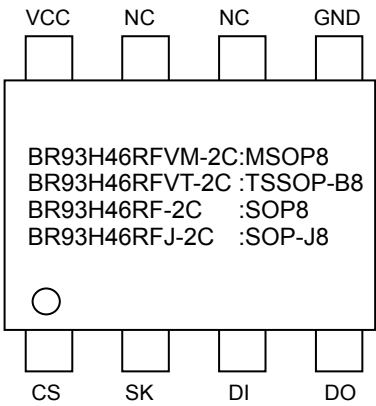 VCC NC NC GND
BR93H46RFVM-2C:MSOP8
BR93H46RFVT-2C :TSSOP-B8
BR93H46RF-2C :SOP8
BR93H46RFJ-2C :SOP-J8
CS SK DI DO